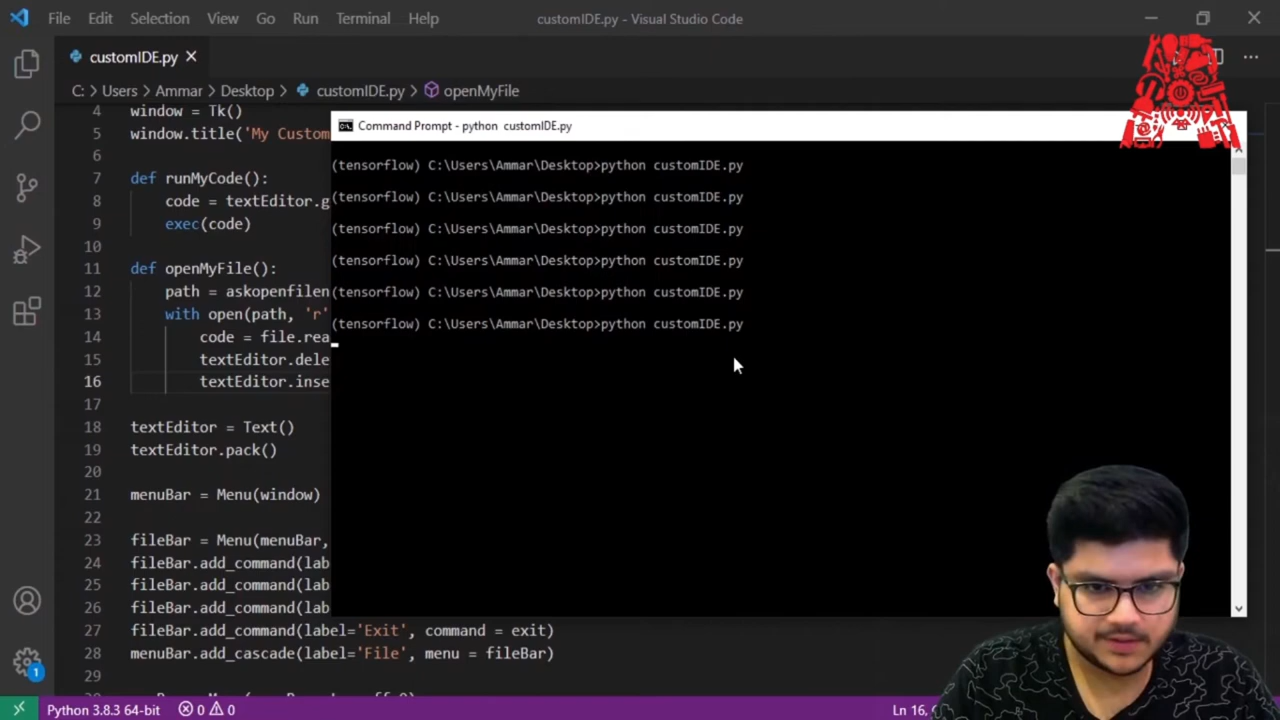 File Edit Selection View Go Run Terminal Help
customIDE.py - Visual Studio Code
customIDE.py
C: > Users > Ammar > Desktop > customIDE.py > openMyFile
4 window = Tk()
5 window.title('My Custom
6
7 def runMyCode():
8 code = textEditor.g
9 exec(code)
10
11 def openMyFile():
12 path = askopenfilen
13 with open(path, 'r'
14 code = file.rea
15 textEditor.dele
16 textEditor.inse
17
18 textEditor = Text()
19 textEditor.pack()
20
21 menuBar = Menu(window)
22
23 fileBar = Menu(menuBar,
24 fileBar.add_command(lab
25 fileBar.add_command(lab
26 fileBar.add_command(lab
27 fileBar.add_command(label='Exit', command = exit)
28 menuBar.add_cascade(label='File', menu = fileBar)
29
Command Prompt - python customIDE.py
(tensorflow) C:\Users\Ammar\Desktop>python customIDE.py
(tensorflow) C:\Users\Ammar\Desktop>python customIDE.py
(tensorflow) C:\Users\Ammar\Desktop>python customIDE.py
(tensorflow) C:\Users\Ammar\Desktop>python customIDE.py
(tensorflow) C:\Users\Ammar\Desktop>python customIDE.py
(tensorflow) C:\Users\Ammar\Desktop>python customIDE.py
1
Python 3.8.3 64-bit 0 0
Ln 16,